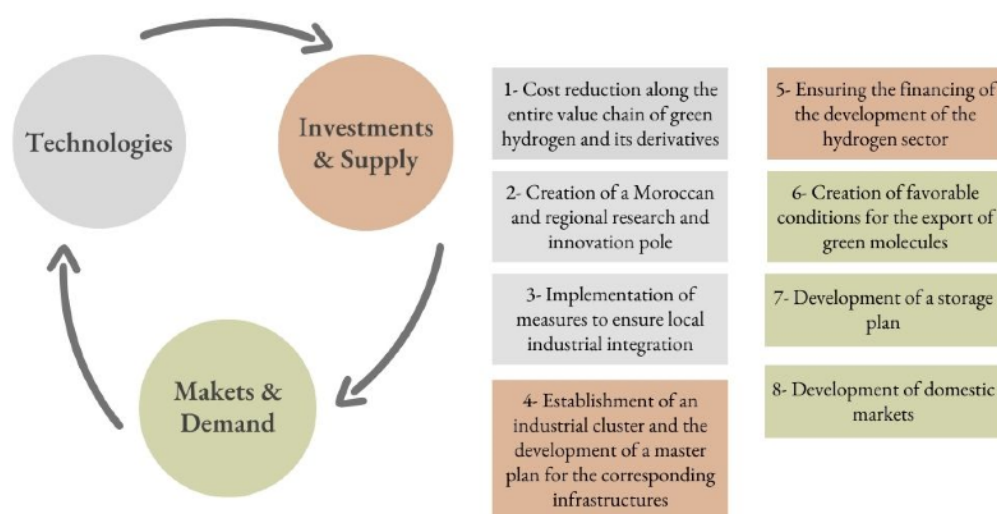 Technologies
Investments
& Supply
Makets &
Demand
1- Cost reduction along the
entire value chain of green
hydrogen and its derivatives
2- Creation of a Moroccan
and regional research and
innovation pole
3- Implementation of
measures to ensure local
industrial integration
4- Establishment of an
industrial cluster and the
development of a master
plan for the corresponding
infrastructures
5- Ensuring the financing of
the development of the
hydrogen sector
6- Creation of favorable
conditions for the export of
green molecules
7- Development of a storage
plan
8- Development of domestic
markets